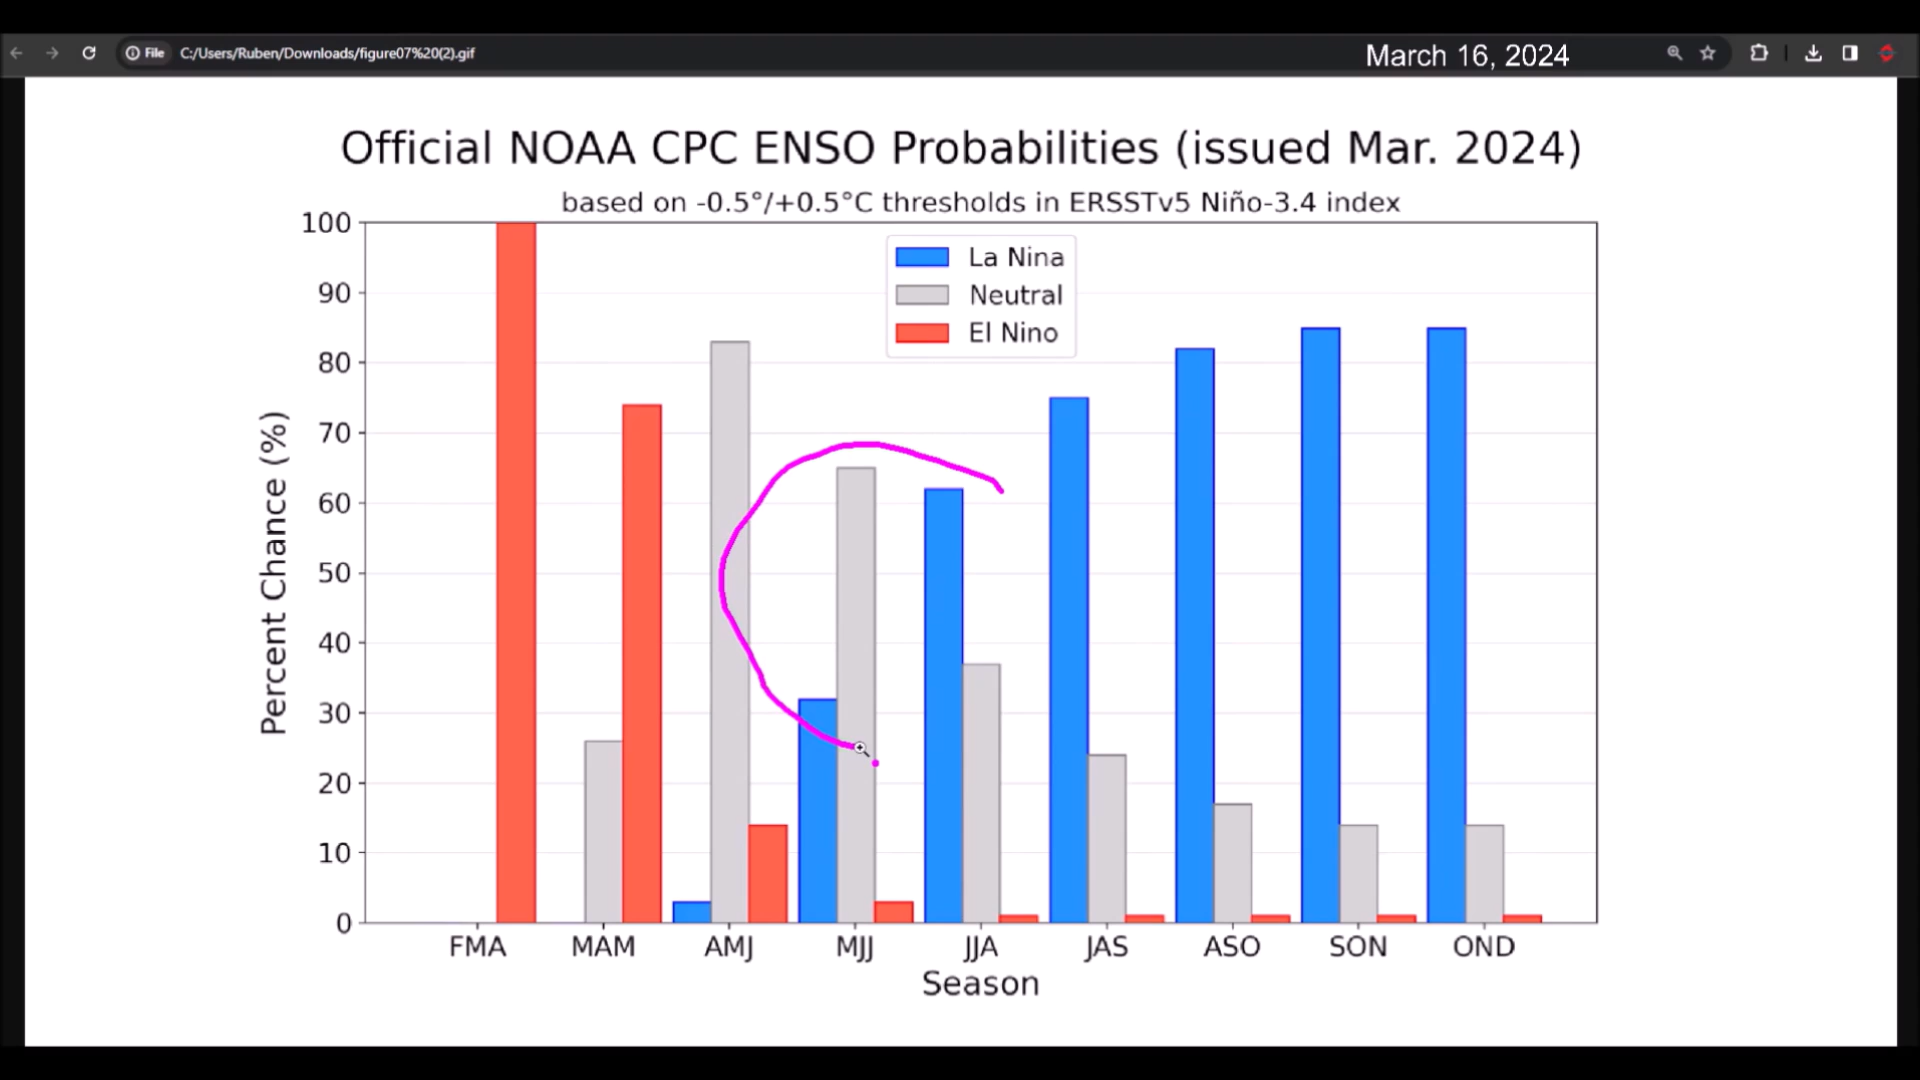 File C:/Users/Ruben/Downloads/figure07%20(2).gif
March 16, 2024
Official NOAA CPC ENSO Probabilities (issued Mar. 2024)
based on -0.5°/+0.5°C thresholds in ERSSTv5 Niño-3.4 index
La Nina
Neutral
El Nino
Percent Chance (%)
100
90
80
70
60
50
40
30
20
10
0
FMA MAM AMJ MJJ JJA JAS ASO SON OND
Season